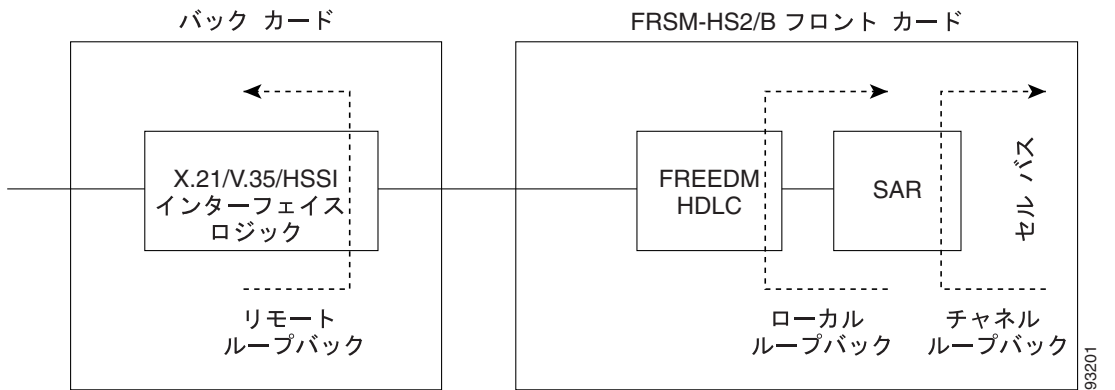 バック カード
FRSM-HS2/B フロント カード
X.21/V.35/HSSI
インターフェイス
ロジック
FREEDM
HDLC
SAR
セル バス
リモート
ループバック
ローカル
ループバック
チャネル
ループバック
93201